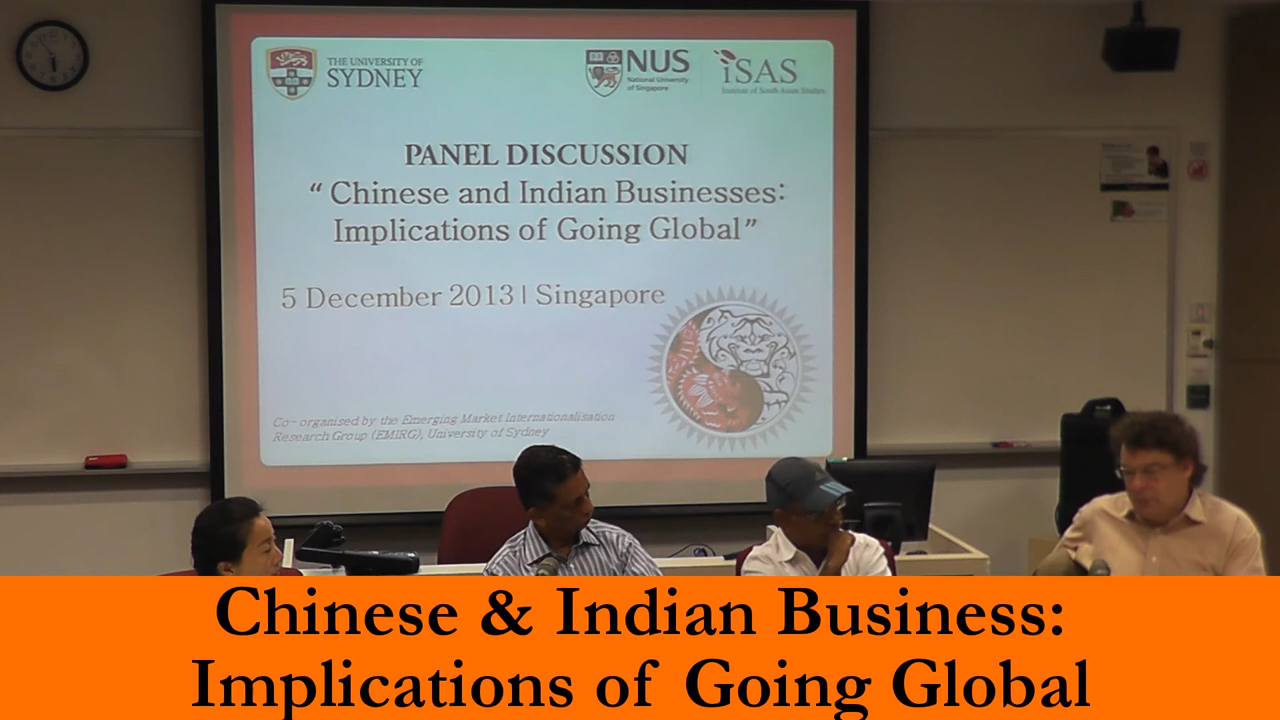 THE UNIVERSITY OF
SYDNEY
NUS
National University
of Singapore
iSAS
Institute of South Asian Studies
PANEL DISCUSSION
“ Chinese and Indian Businesses:
Implications of Going Global”
5 December 2013 | Singapore
Co-organised by the Emerging Market Internationalisation
Research Group (EMIRG), University of Sydney
Chinese & Indian Business:
Implications of Going Global